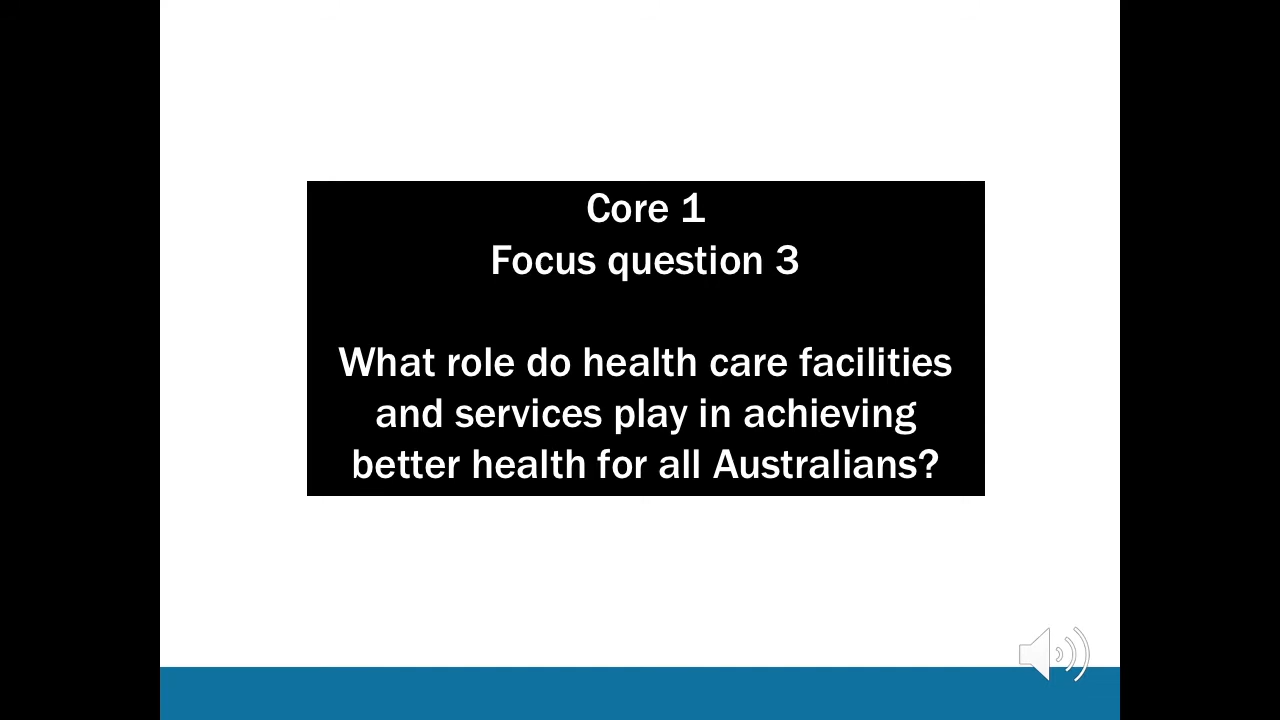 Core 1
Focus question 3
What role do health care facilities
and services play in achieving
better health for all Australians?